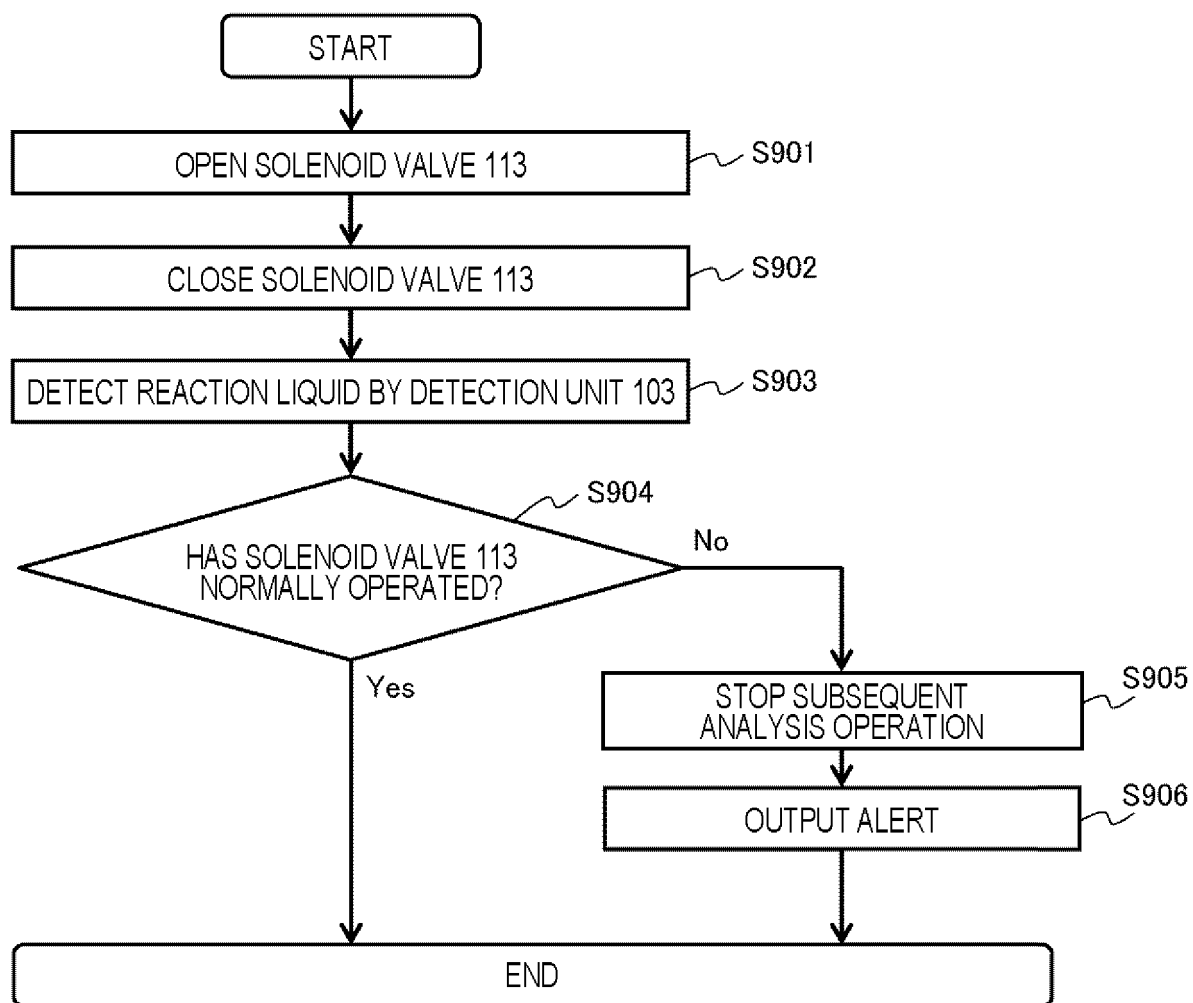 START
OPEN SOLENOID VALVE 113
S901
CLOSE SOLENOID VALVE 113
S902
DETECT REACTION LIQUID BY DETECTION UNIT 103
S903
S904
HAS SOLENOID VALVE 113
NORMALLY OPERATED?
No
Yes
STOP SUBSEQUENT
ANALYSIS OPERATION
S905
OUTPUT ALERT
S906
END